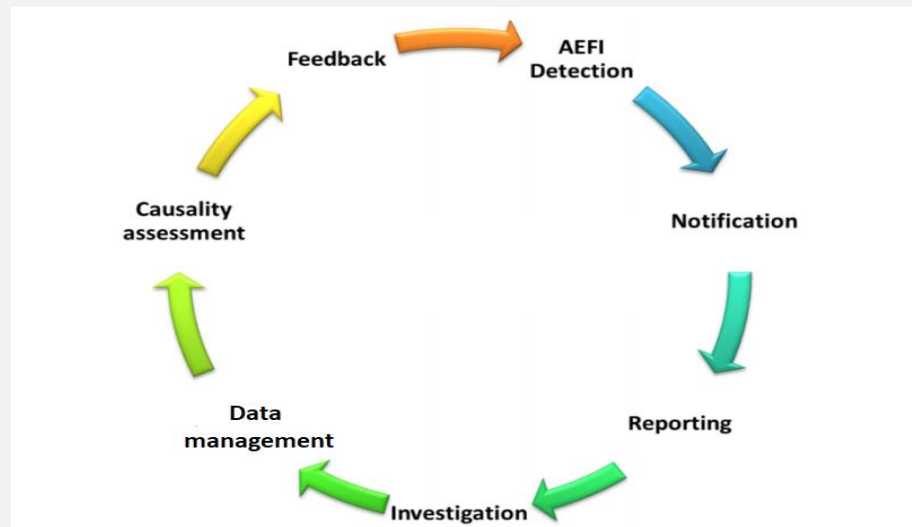 AEFI
Detection
Notification
Reporting
Investigation
Data
management
Causality
assessment
Feedback